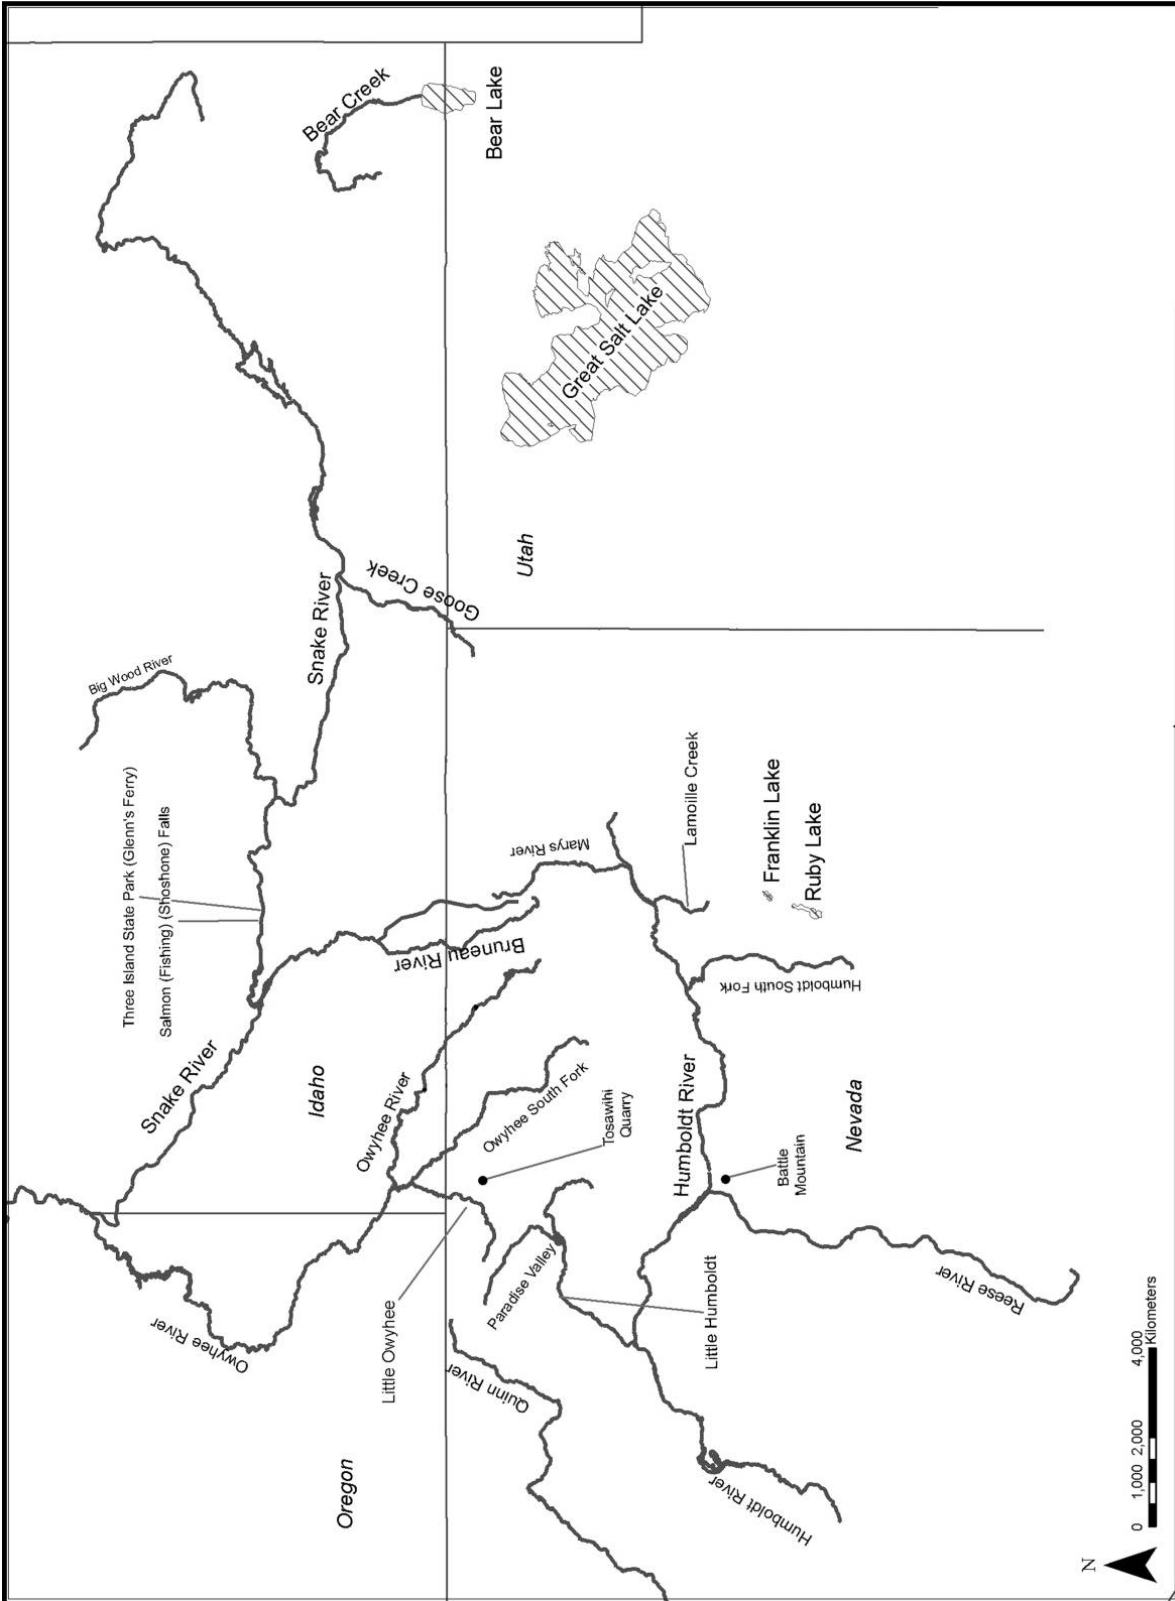 Three Island State Park (Glenn's Ferry)
Salmon (Fishing) (Shoshone) Falls
Big Wood River
Snake River
Snake River
Bear Creek
Bear Lake
Goose Creek
Great Salt Lake
Utah
Idaho
Oregon
Nevada
Owyhee River
Owyhee River
Bruneau River
Owyhee South Fork
Little Owyhee
Tosawihi
Quarry
Paradise Valley
Quinn River
Marys River
Lamoille Creek
Franklin Lake
Ruby Lake
Humboldt South Fork
Humboldt River
Battle
Mountain
Little Humboldt
Reese River
Humboldt River
N
0 1,000 2,000 4,000
Kilometers